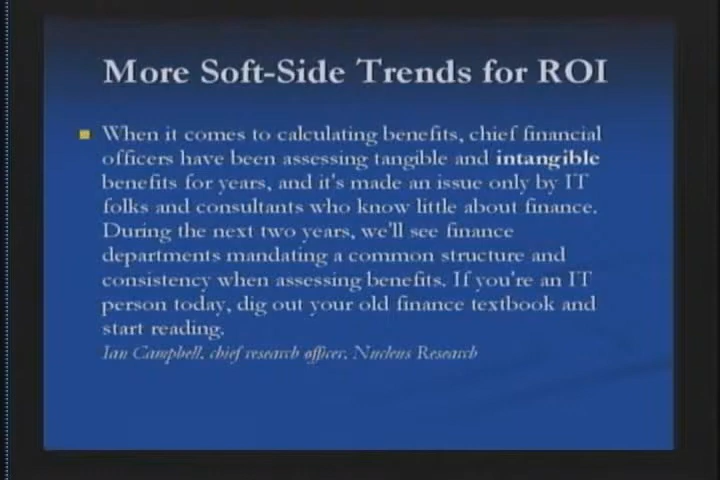 More Soft-Side Trends for ROI
When it comes to calculating benefits, chief financial
officers have been assessing tangible and intangible
benefits for years, and it's made an issue only by IT
folks and consultants who know little about finance.
During the next two years, we'll see finance
departments mandating a common structure and
consistency when assessing benefits. If you're an IT
person today, dig out your old finance textbook and
start reading.
Ian Campbell, chief research officer, Nucleus Research